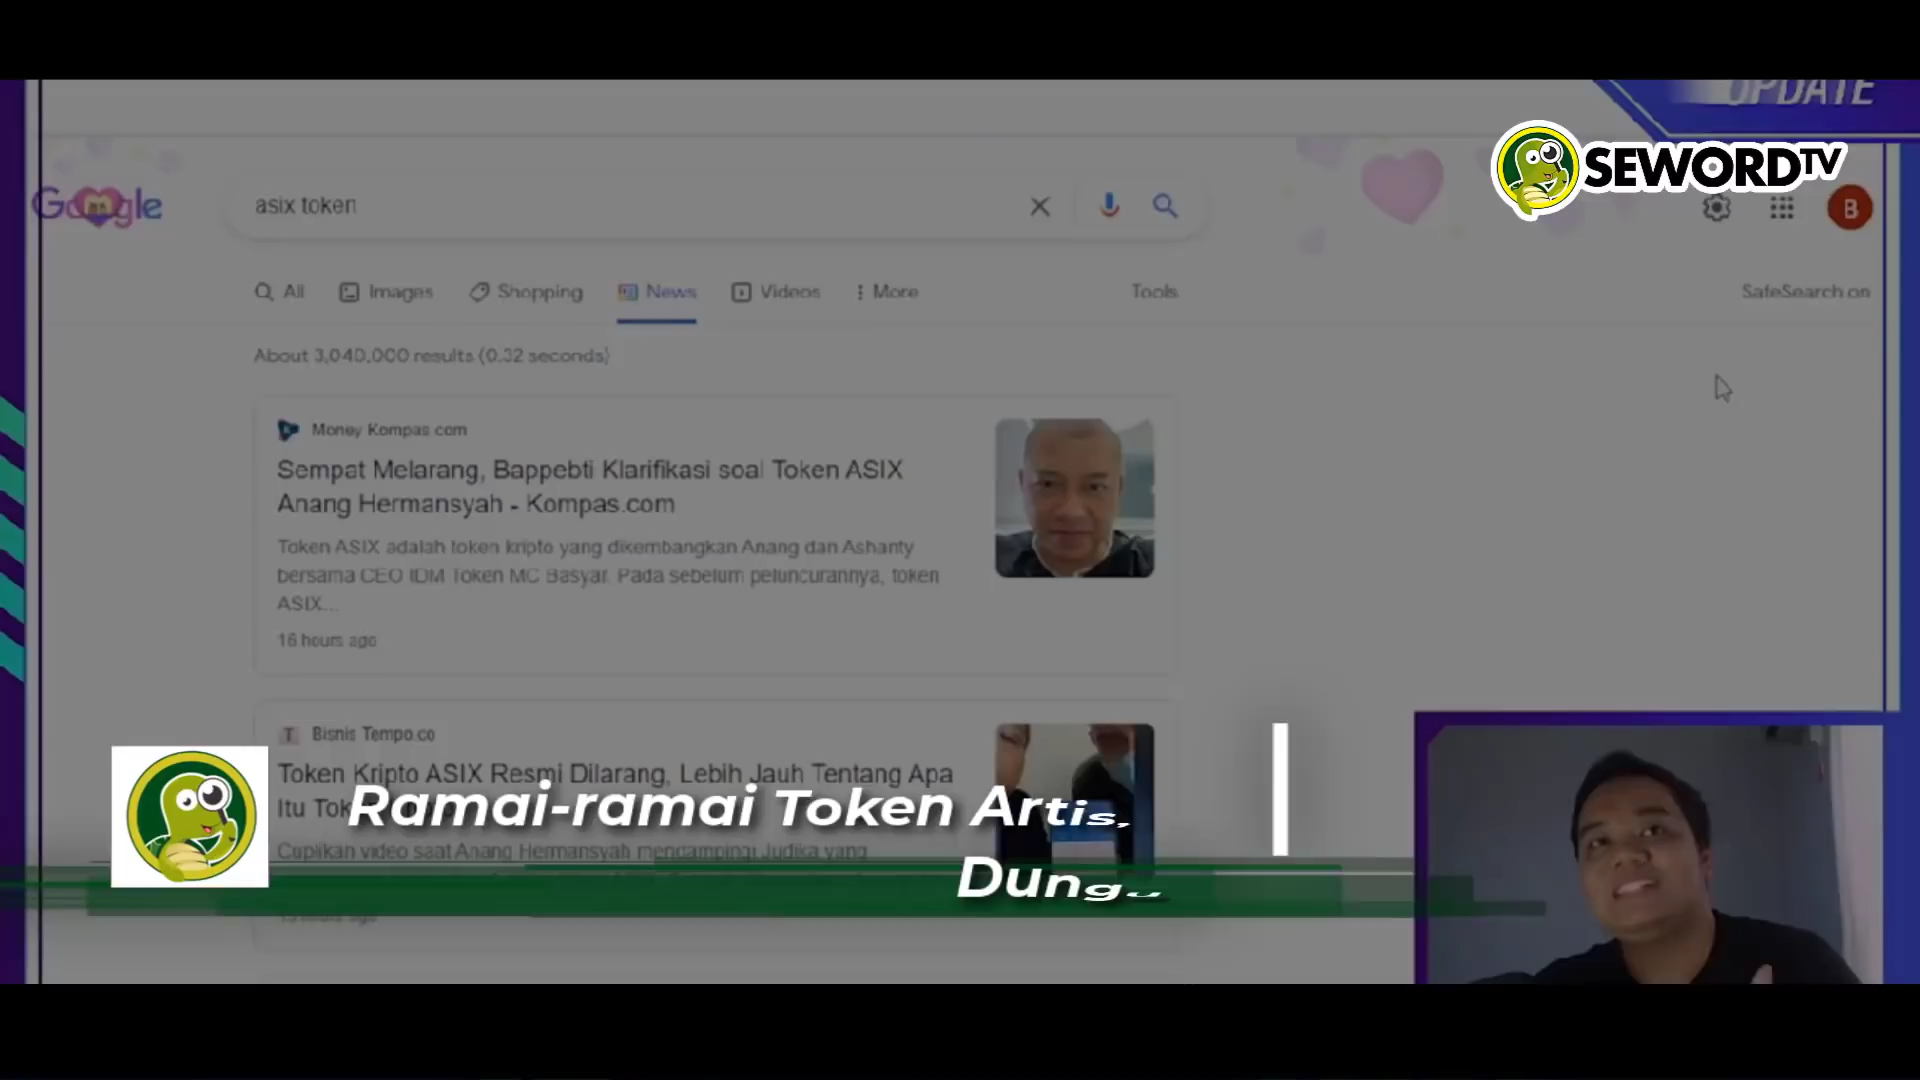 UPDATE
SEWORDTV
Google
asix token
B
All Images Shopping News Videos More Tools SafeSearch on
About 3,040,000 results (0.32 seconds)
Money Kompas.com
Sempat Melarang, Bappebti Klarifikasi soal Token ASIX
Anang Hermansyah - Kompas.com
Token ASIX adalah token kripto yang dikembangkan Anang dan Ashanty
bersama CEO IDM Token MC Basyar. Pada sebelum peluncurannya, token
ASIX...
16 hours ago
Bisnis Tempo.co
Token Kripto ASIX Resmi Dilarang, Lebih Jauh Tentang Apa
Itu
Ramai-ramai Token Artis,
Cuplikan video saat Anang Hermansyah mendampingi Judika yang